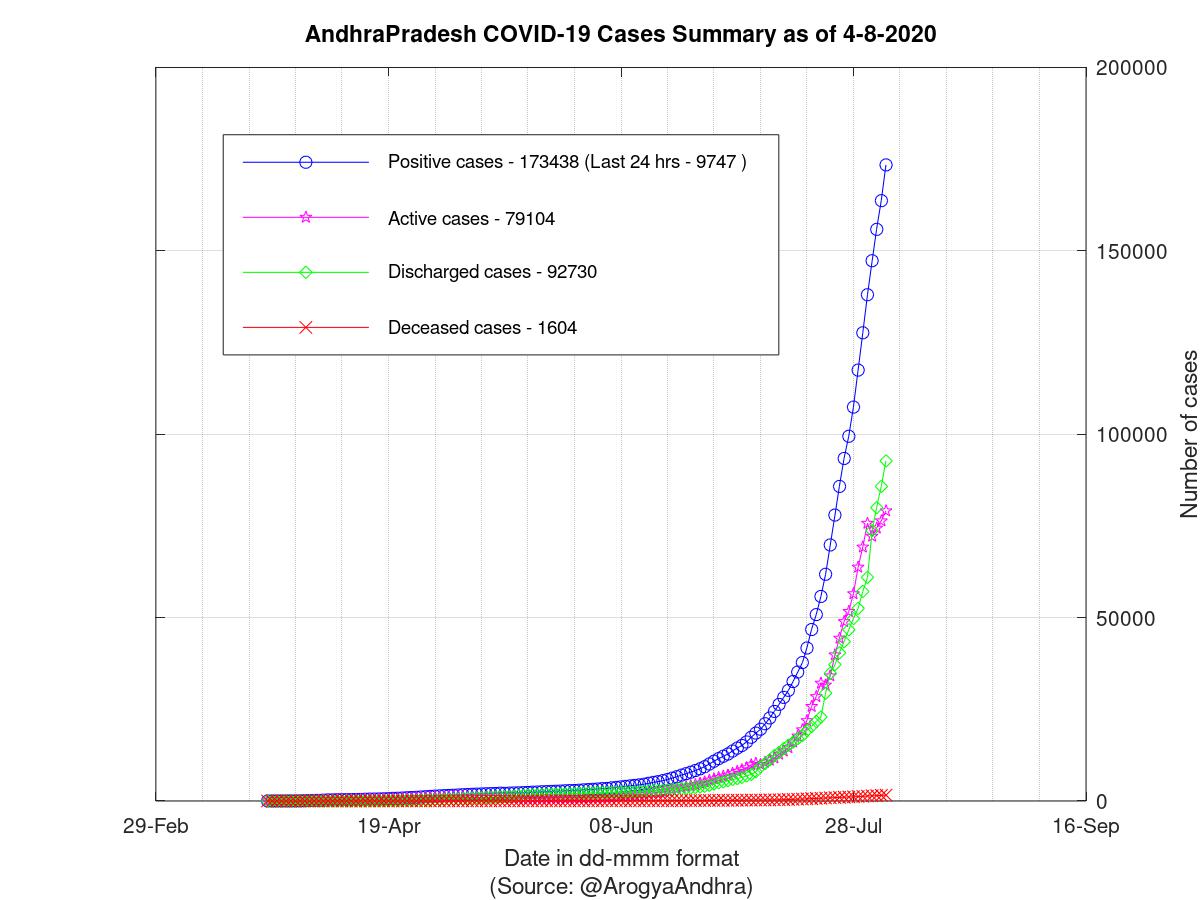 AndhraPradesh COVID-19 Cases Summary as of 4-8-2020
200000
Positive cases - 173438 (Last 24 hrs - 9747 )
Active cases - 79104
150000
Discharged cases - 92730
Deceased cases - 1604
Number of cases
100000
50000
0
29-Feb 19-Apr 08-Jun 28-Jul 16-Sep
Date in dd-mmm format
(Source: @ArogyaAndhra)